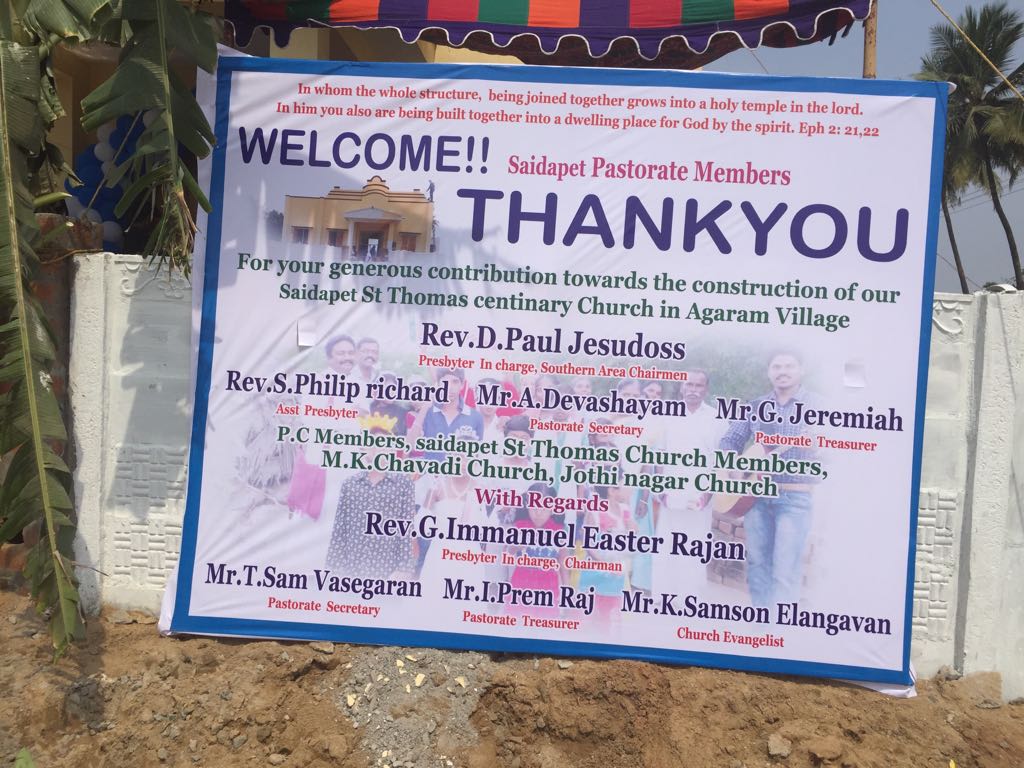 In whom the whole structure, being joined together grows into a holy temple in the lord.
In him you also are being built together into a dwelling place for God by the spirit. Eph 2: 21,22
WELCOME!! Saidapet Pastorate Members
THANKYOU
For your generous contribution towards the construction of our
Saidapet St Thomas centinary Church in Agaram Village
Rev.D.Paul Jesudoss
Presbyter In charge, Southern Area Chairmen
Rev.S.Philip richard Mr.A.Devashayam Mr.G. Jeremiah
Asst Presbyter Pastorate Secretary Pastorate Treasurer
P.C Members, saidapet St Thomas Church Members,
M.K.Chavadi Church, Jothi nagar Church
With Regards
Rev.G.Immanuel Easter Rajan
Presbyter In charge, Chairman
Mr.T.Sam Vasegaran Mr.I.Prem Raj Mr.K.Samson Elangavan
Pastorate Secretary Pastorate Treasurer Church Evangelist